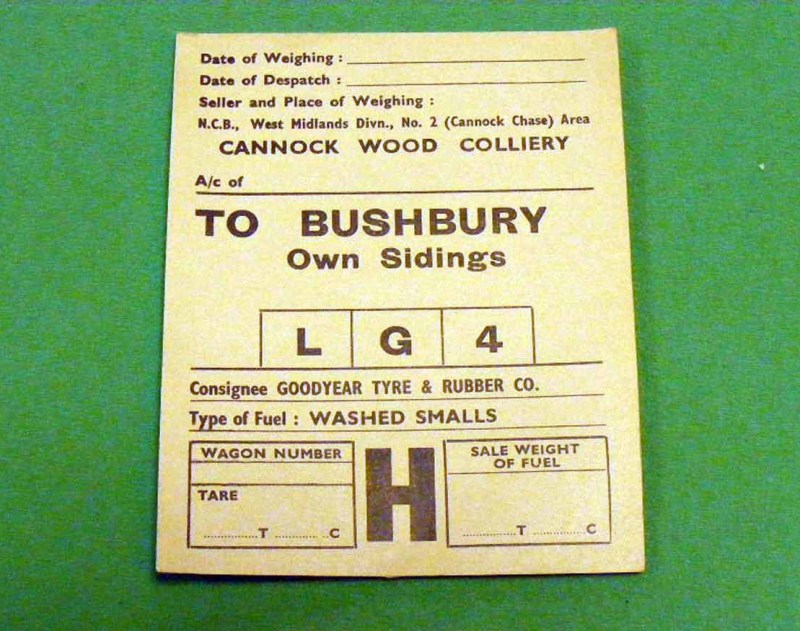 Date of Weighing :
Date of Despatch :
Seller and Place of Weighing :
N.C.B., West Midlands Divn., No. 2 (Cannock Chase) Area
CANNOCK WOOD COLLIERY
A/c of
TO BUSHBURY
Own Sidings
L G 4
Consignee GOODYEAR TYRE & RUBBER CO.
Type of Fuel : WASHED SMALLS
WAGON NUMBER
TARE
T C
H
SALE WEIGHT
OF FUEL
T C